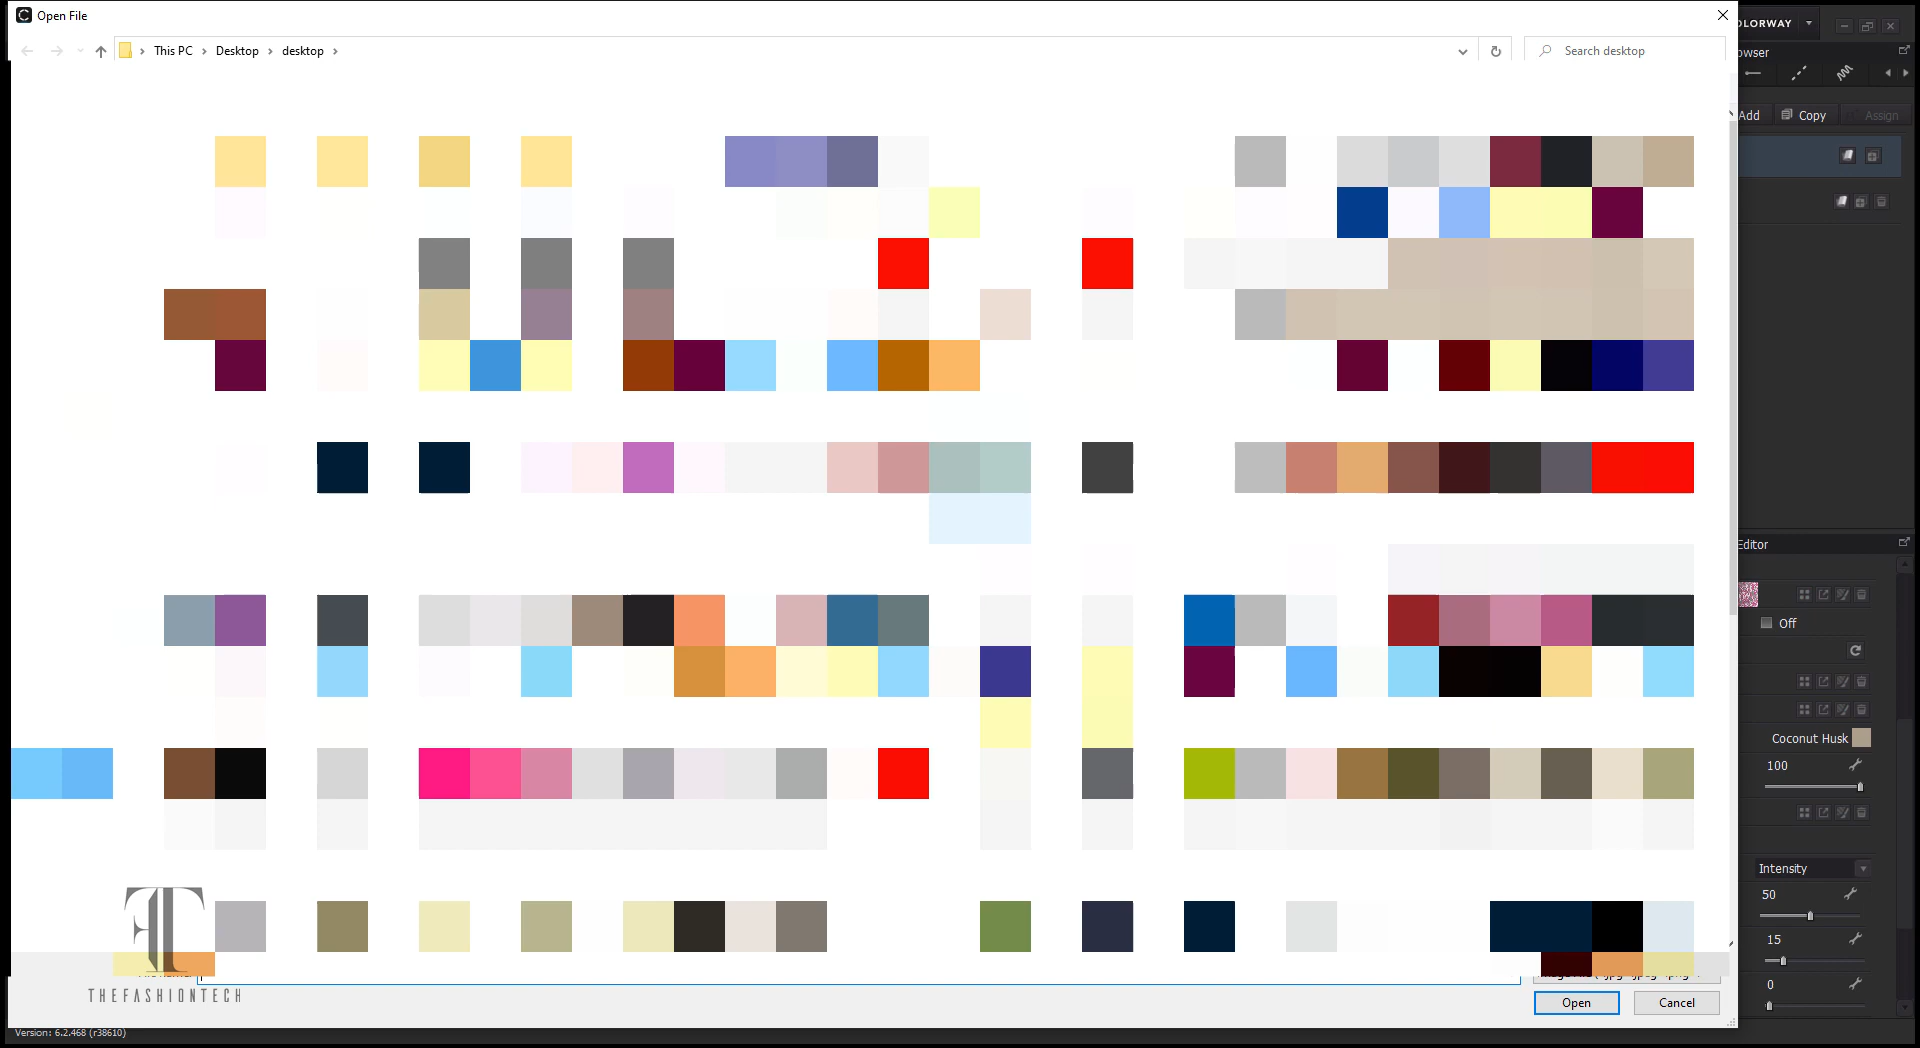 Open File
OLORWAY
This PC > Desktop > desktop >
Search desktop
owser
Add
Copy
Assign
Editor
Off
Coconut Husk
100
Intensity
50
15
0
THEFASHIONTECH
Open
Cancel
Version: 6.2.468 (r38610)